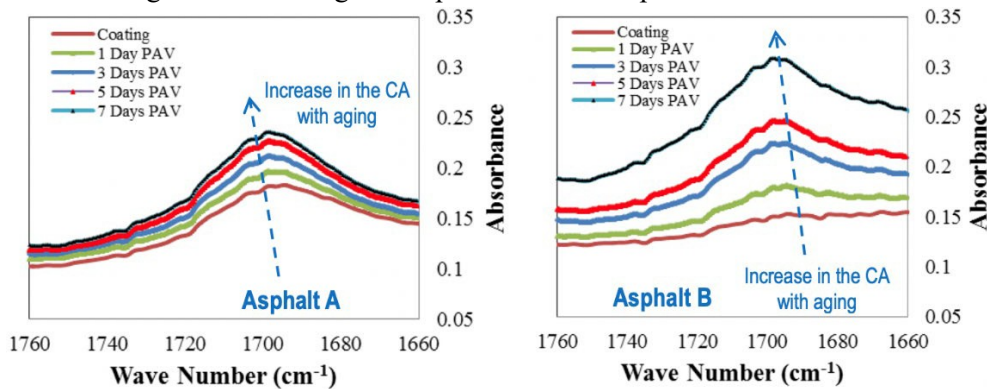 Coating
1 Day PAV
3 Days PAV
5 Days PAV
7 Days PAV
Increase in the CA
with aging
Asphalt A
0.35
0.3
0.25
0.2
0.15
0.1
0.05
Absorbance
1760
1740
1720
1700
1680
1660
Wave Number (cm⁻¹)
Coating
1 Day PAV
3 Days PAV
5 Days PAV
7 Days PAV
Asphalt B
Increase in the CA
with aging
0.35
0.3
0.25
0.2
0.15
0.1
0.05
Absorbance
1760
1740
1720
1700
1680
1660
Wave Number (cm⁻¹)